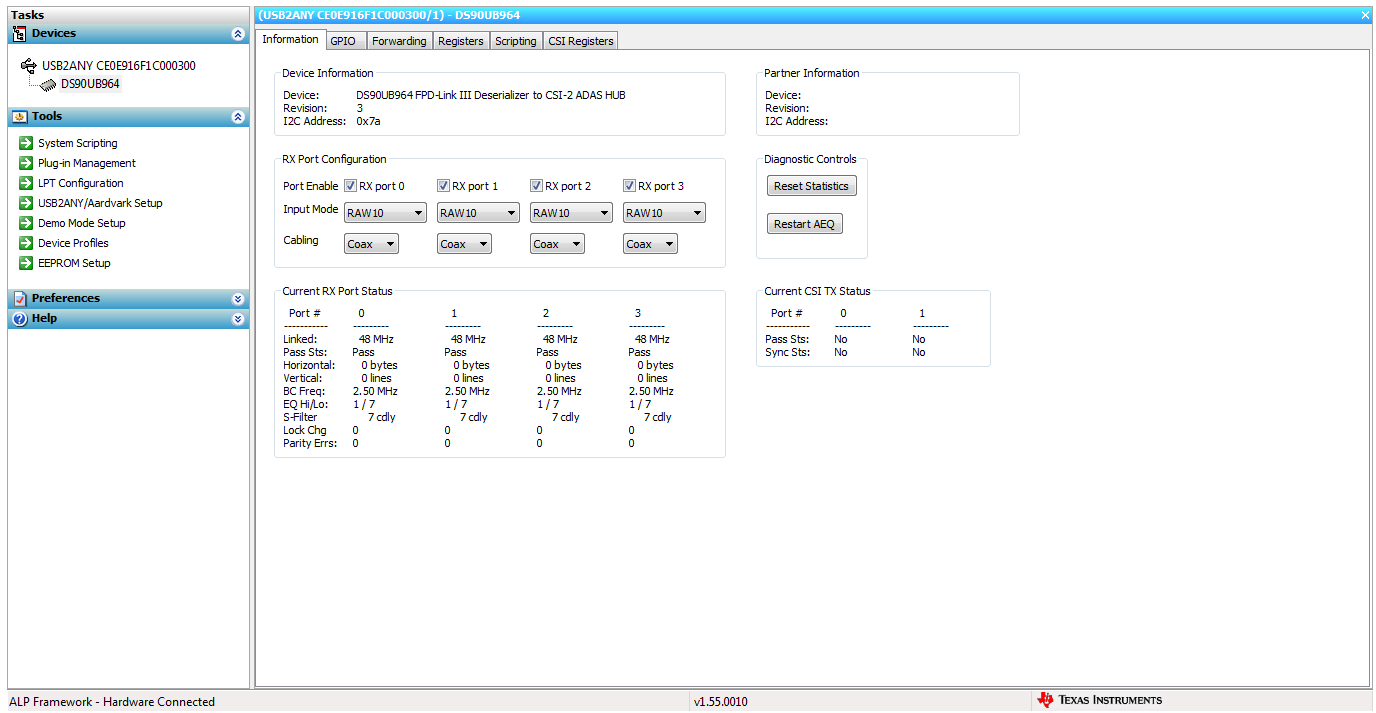 Tasks
Devices
USB2ANY CE0E916F1C000300
DS90UB964
Tools
System Scripting
Plug-in Management
LPT Configuration
USB2ANY/Aardvark Setup
Demo Mode Setup
Device Profiles
EEPROM Setup
Preferences
Help
(USB2ANY CE0E916F1C000300/1) - DS90UB964
Information GPIO Forwarding Registers Scripting CSI Registers
Device Information
Device: DS90UB964 FPD-Link III Deserializer to CSI-2 ADAS HUB
Revision: 3
I2C Address: 0x7a
Partner Information
Device:
Revision:
I2C Address:
RX Port Configuration
Port Enable RX port 0 RX port 1 RX port 2 RX port 3
Input Mode RAW10 RAW10 RAW10 RAW10
Cabling Coax Coax Coax Coax
Diagnostic Controls
Reset Statistics
Restart AEQ
Current RX Port Status
Port # 0 1 2 3
----------- --------- --------- --------- ---------
Linked: 48 MHz 48 MHz 48 MHz 48 MHz
Pass Sts: Pass Pass Pass Pass
Horizontal: 0 bytes 0 bytes 0 bytes 0 bytes
Vertical: 0 lines 0 lines 0 lines 0 lines
BC Freq: 2.50 MHz 2.50 MHz 2.50 MHz 2.50 MHz
EQ Hi/Lo: 1 / 7 1 / 7 1 / 7 1 / 7
S-Filter 7 cdly 7 cdly 7 cdly 7 cdly
Lock Chg 0 0 0 0
Parity Errs: 0 0 0 0
Current CSI TX Status
Port # 0 1
----------- --------- ---------
Pass Sts: No No
Sync Sts: No No
ALP Framework - Hardware Connected
v1.55.0010
TEXAS INSTRUMENTS